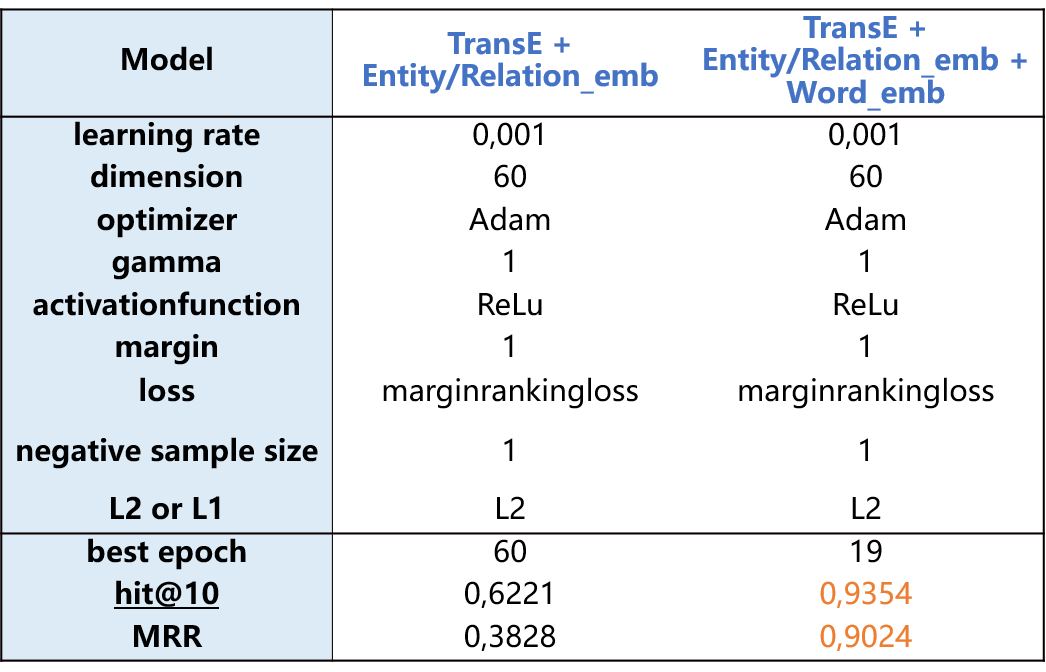 Model
TransE +
Entity/Relation_emb
TransE +
Entity/Relation_emb +
Word_emb
learning rate 0,001 0,001
dimension 60 60
optimizer Adam Adam
gamma 1 1
activationfunction ReLu ReLu
margin 1 1
loss marginrankingloss marginrankingloss
negative sample size 1 1
L2 or L1 L2 L2
best epoch 60 19
hit@10 0,6221 0,9354
MRR 0,3828 0,9024